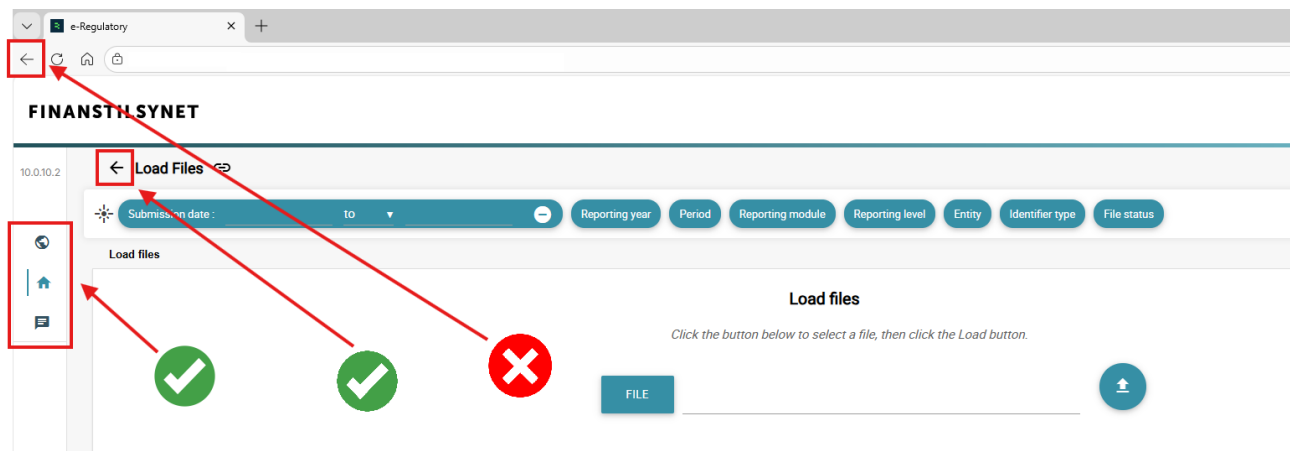 e-Regulatory
FINANSTILSYNET
10.0.10.2
Load Files
Submission date : to
Reporting year
Period
Reporting module
Reporting level
Entity
Identifier type
File status
Load files
Load files
Click the button below to select a file, then click the Load button.
FILE